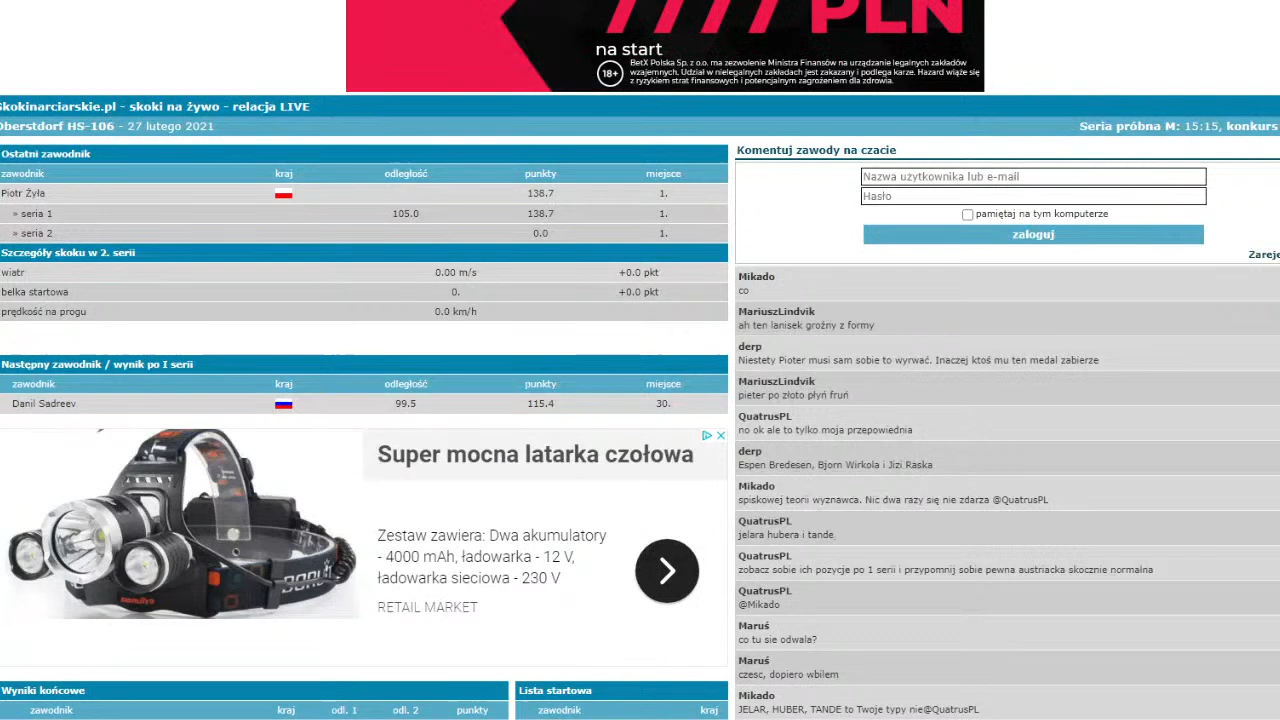 7777 PLN
na start
18+
BetX Polska Sp. z o.o. ma zezwolenie Ministra Finansów na urządzanie legalnych zakładów
wzajemnych. Udział w nielegalnych zakładach jest zakazany i podlega karze. Hazard wiąże się
z ryzykiem strat finansowych i potencjalnym zagrożeniem dla zdrowia.
Skokinarciarskie.pl - skoki na żywo - relacja LIVE
Oberstdorf HS-106 - 27 lutego 2021
Seria próbna M: 15:15, konkurs
Ostatni zawodnik
zawodnik kraj odległość punkty miejsce
Piotr Żyła 138.7 1.
» seria 1 105.0 138.7 1.
» seria 2 0.0 1.
Szczegóły skoku w 2. serii
wiatr 0.00 m/s +0.0 pkt
belka startowa 0. +0.0 pkt
prędkość na progu 0.0 km/h
Następny zawodnik / wynik po I serii
zawodnik kraj odległość punkty miejsce
Danil Sadreev 99.5 115.4 30.
Super mocna latarka czołowa
Zestaw zawiera: Dwa akumulatory
- 4000 mAh, ładowarka - 12 V,
ładowarka sieciowa - 230 V
RETAIL MARKET
Wyniki końcowe
zawodnik kraj odl. 1 odl. 2 punkty
Lista startowa
zawodnik kraj
Komentuj zawody na czacie
Nazwa użytkownika lub e-mail
Hasło
pamiętaj na tym komputerze
zaloguj
Zareje
Mikado
co
MariuszLindvik
ah ten lanisek groźny z formy
derp
Niestety Pioter musi sam sobie to wyrwać. Inaczej ktoś mu ten medal zabierze
MariuszLindvik
pieter po złoto płyń fruń
QuatrusPL
no ok ale to tylko moja przepowiednia
derp
Espen Bredesen, Bjorn Wirkola i Jizi Raska
Mikado
spiskowej teorii wyznawca. Nic dwa razy się nie zdarza @QuatrusPL
QuatrusPL
jelara hubera i tande
QuatrusPL
zobacz sobie ich pozycje po 1 serii i przypomnij sobie pewna austriacka skocznie normalna
QuatrusPL
@Mikado
Maruś
co tu sie odwala?
Maruś
czesc, dopiero wbilem
Mikado
JELAR, HUBER, TANDE to Twoje typy nie@QuatrusPL